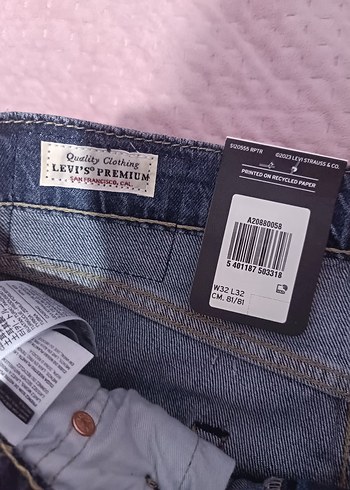 Quality Clothing
LEVI'S® PREMIUM
SAN FRANCISCO, CAL.
S120555 RPTR
©2023 LEVI STRAUSS & CO.
PRINTED ON RECYCLED PAPER
A20880058
5 401187 503318
W32 L32
CM. 81/81